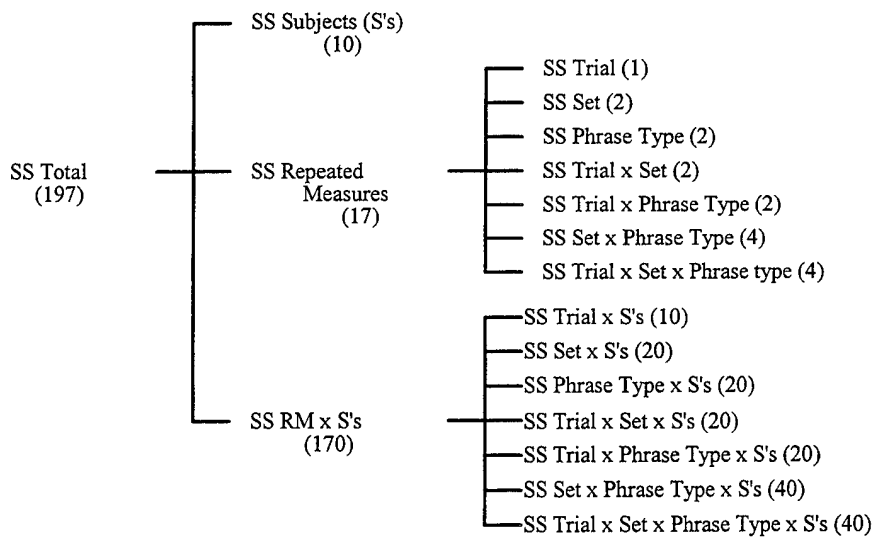 SS Subjects (S's)
(10)
SS Total
(197)
SS Repeated
Measures
(17)
SS Trial (1)
SS Set (2)
SS Phrase Type (2)
SS Trial x Set (2)
SS Trial x Phrase Type (2)
SS Set x Phrase Type (4)
SS Trial x Set x Phrase type (4)
SS RM x S's
(170)
SS Trial x S's (10)
SS Set x S's (20)
SS Phrase Type x S's (20)
SS Trial x Set x S's (20)
SS Trial x Phrase Type x S's (20)
SS Set x Phrase Type x S's (40)
SS Trial x Set x Phrase Type x S's (40)